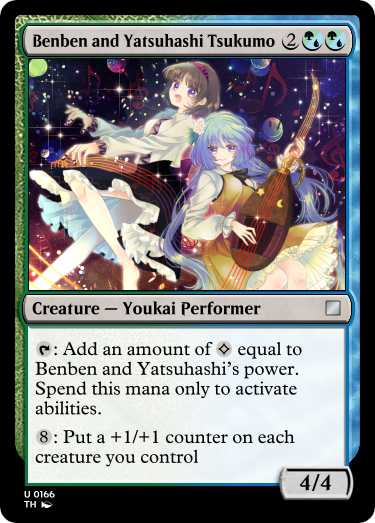 Benben and Yatsuhashi Tsukumo 2
Creature — Youkai Performer
: Add an amount of equal to
Benben and Yatsuhashi's power.
Spend this mana only to activate
abilities.
8: Put a +1/+1 counter on each
creature you control
4/4
U 0166
TH